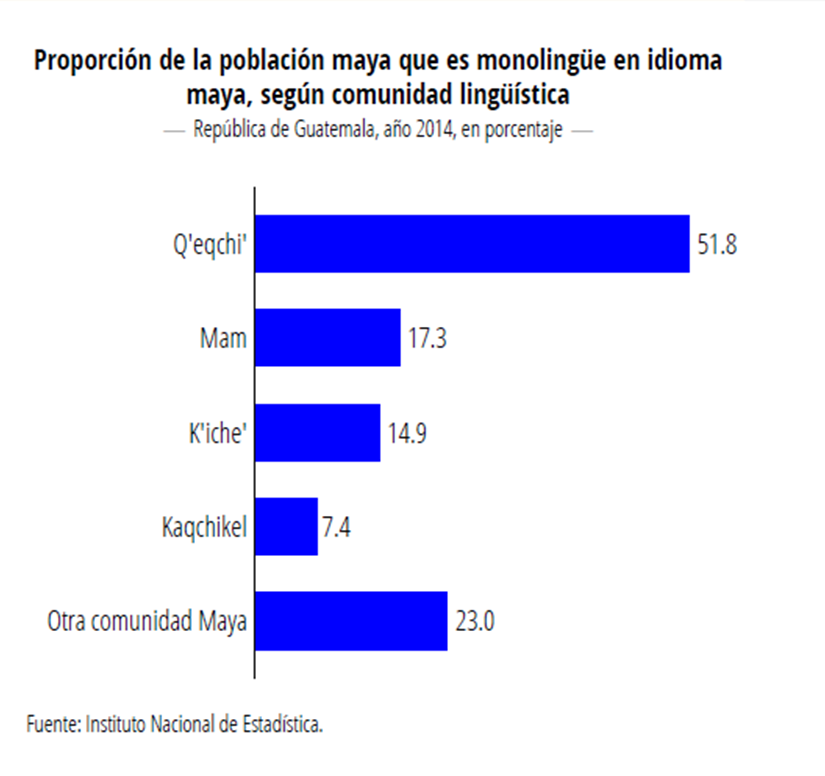 Proporción de la población maya que es monolingüe en idioma
maya, según comunidad lingüística
— República de Guatemala, año 2014, en porcentaje —
Q'eqchi' 51.8
Mam 17.3
K'iche' 14.9
Kaqchikel 7.4
Otra comunidad Maya 23.0
Fuente: Instituto Nacional de Estadística.